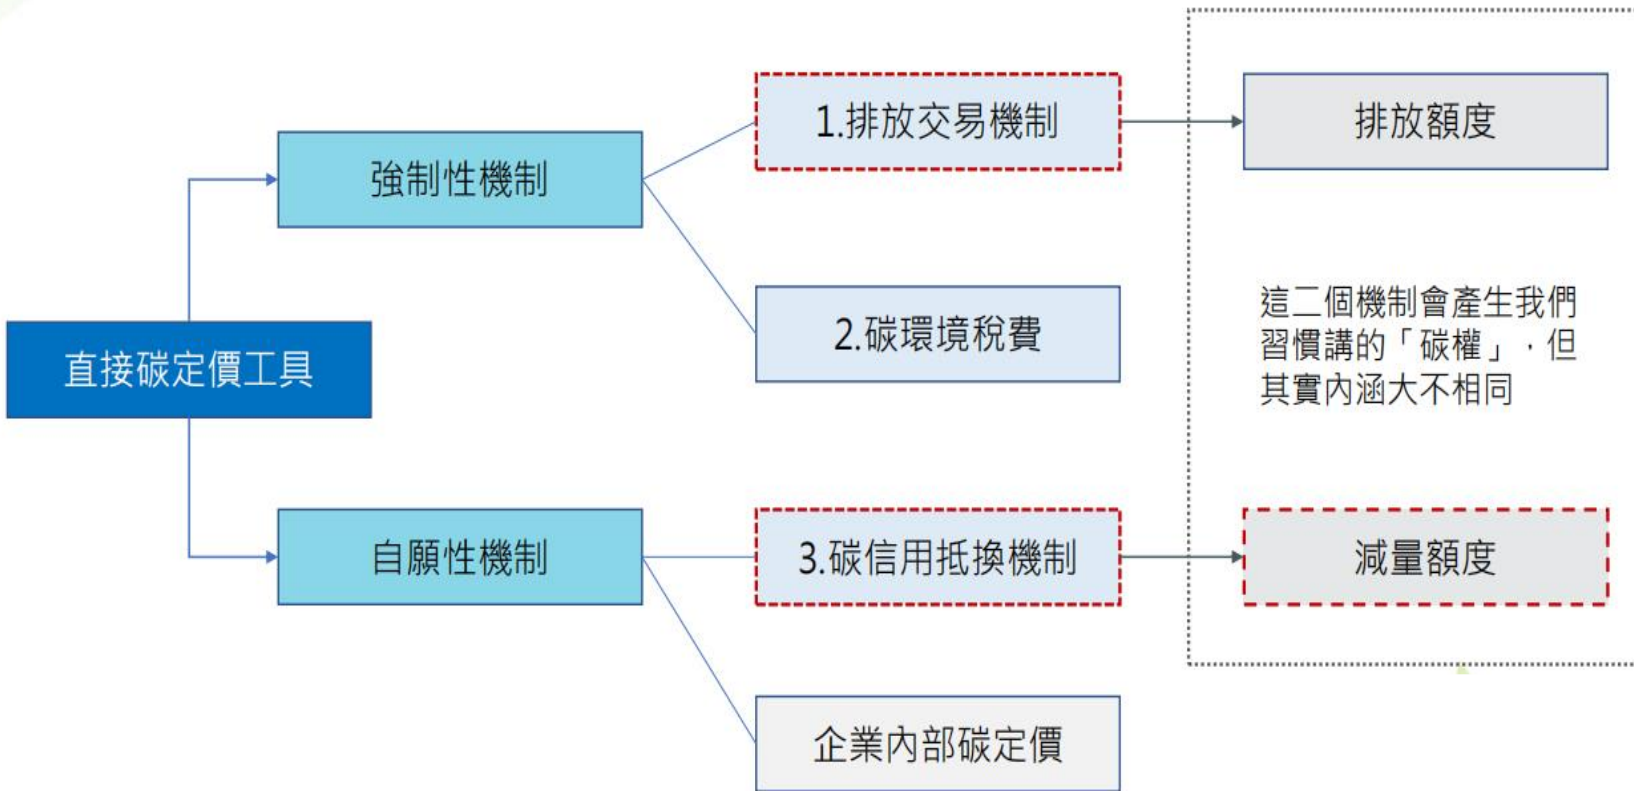 直接碳定價工具
強制性機制
1.排放交易機制
排放額度
2.碳環境稅費
這二個機制會產生我們
習慣講的「碳權」，但
其實內涵大不相同
自願性機制
3.碳信用抵換機制
減量額度
企業內部碳定價